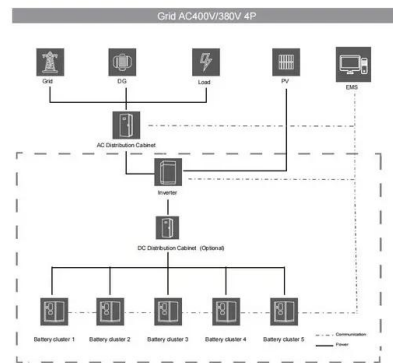 Grid AC400V/380V 4P
Grid
DG
Load
PV
EMS
AC Distribution Cabinet
Inverter
DC Distribution Cabinet (Optional)
Battery cluster 1
Battery cluster 2
Battery cluster 3
Battery cluster 4
Battery cluster 5
Communication
Power